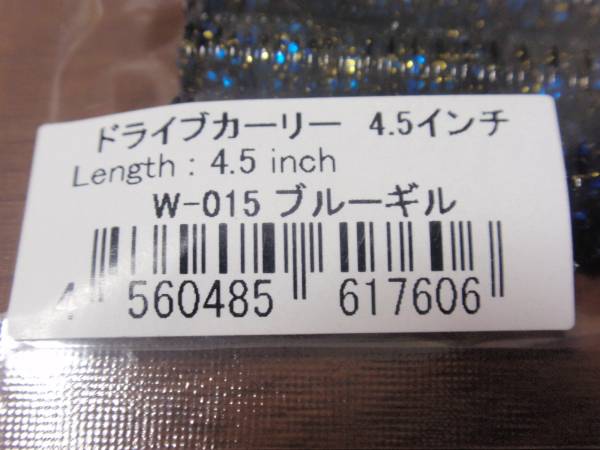 ドライブカーリー 4.5インチ
Length : 4.5 inch
W-015 ブルーギル
4 560485 617606